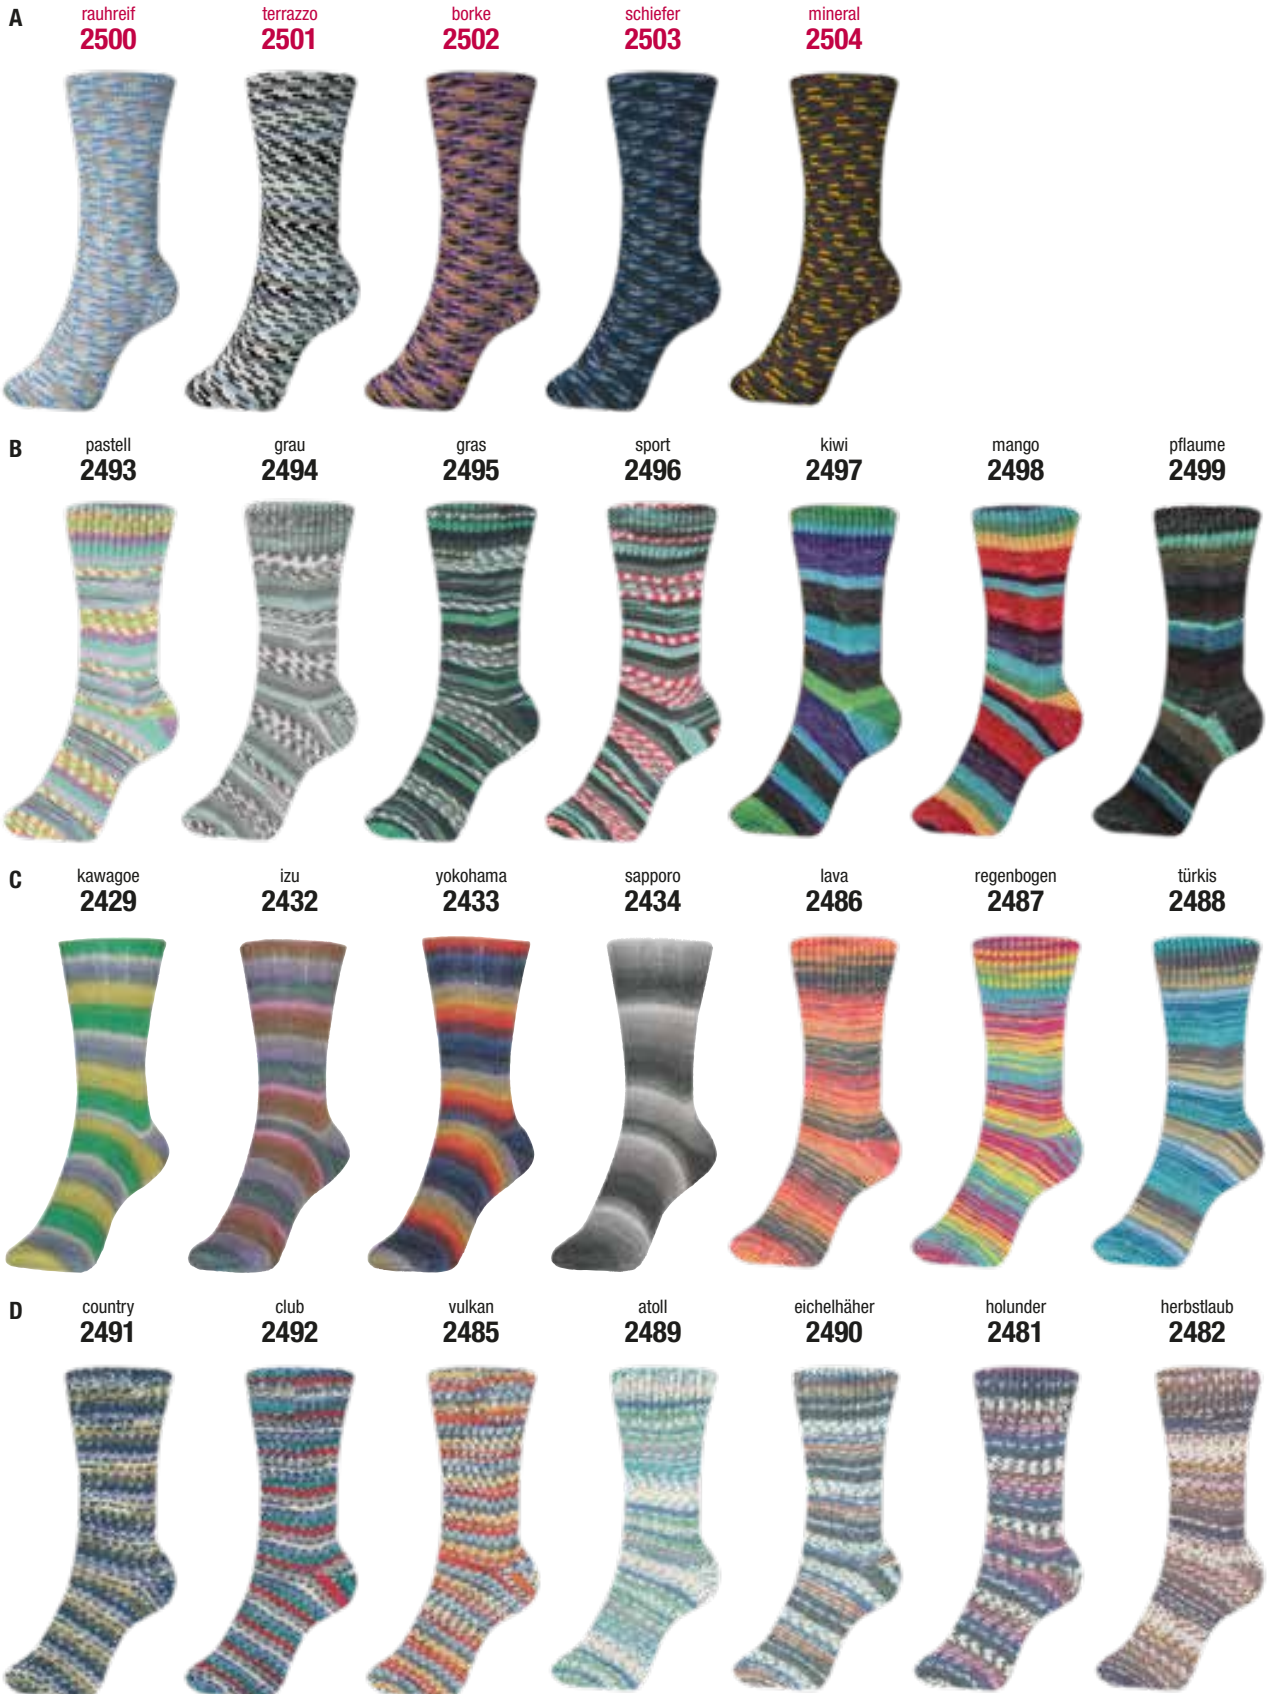 A
rauhreif terrazzo borke schiefer mineral
2500 2501 2502 2503 2504
B
pastell grau gras sport kiwi mango pflaume
2493 2494 2495 2496 2497 2498 2499
C
kawagoe izu yokohama sapporo lava regenbogen türkis
2429 2432 2433 2434 2486 2487 2488
D
country club vulkan atoll eichelhäher holunder herbstlaub
2491 2492 2485 2489 2490 2481 2482